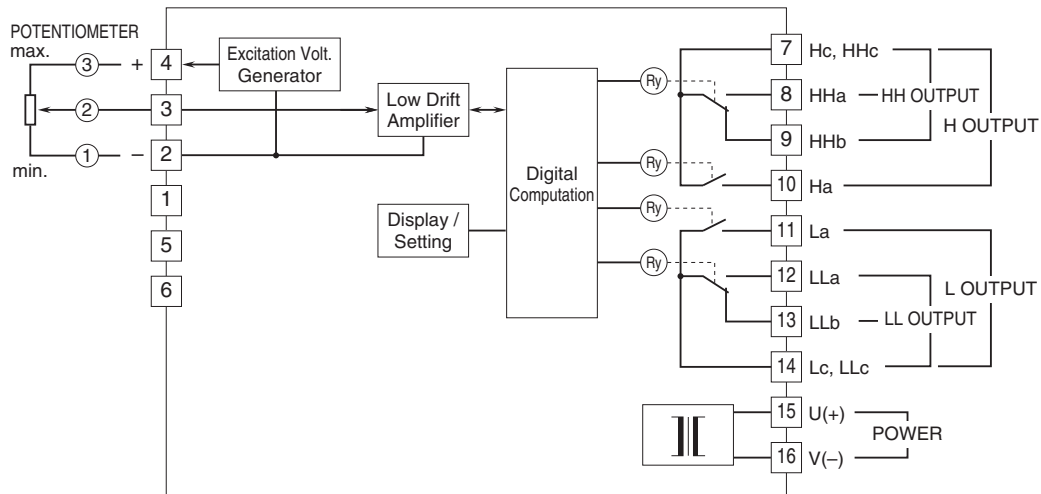 POTENTIOMETER
max.
3
+
4
2
3
1
–
2
min.
1
5
6
Excitation Volt.
Generator
Low Drift
Amplifier
Display /
Setting
Digital
Computation
Ry
Ry
Ry
Ry
7 Hc, HHc
8 HHa
HH OUTPUT
9 HHb
H OUTPUT
10 Ha
11 La
12 LLa
L OUTPUT
13 LLb
LL OUTPUT
14 Lc, LLc
15 U(+)
POWER
16 V(–)